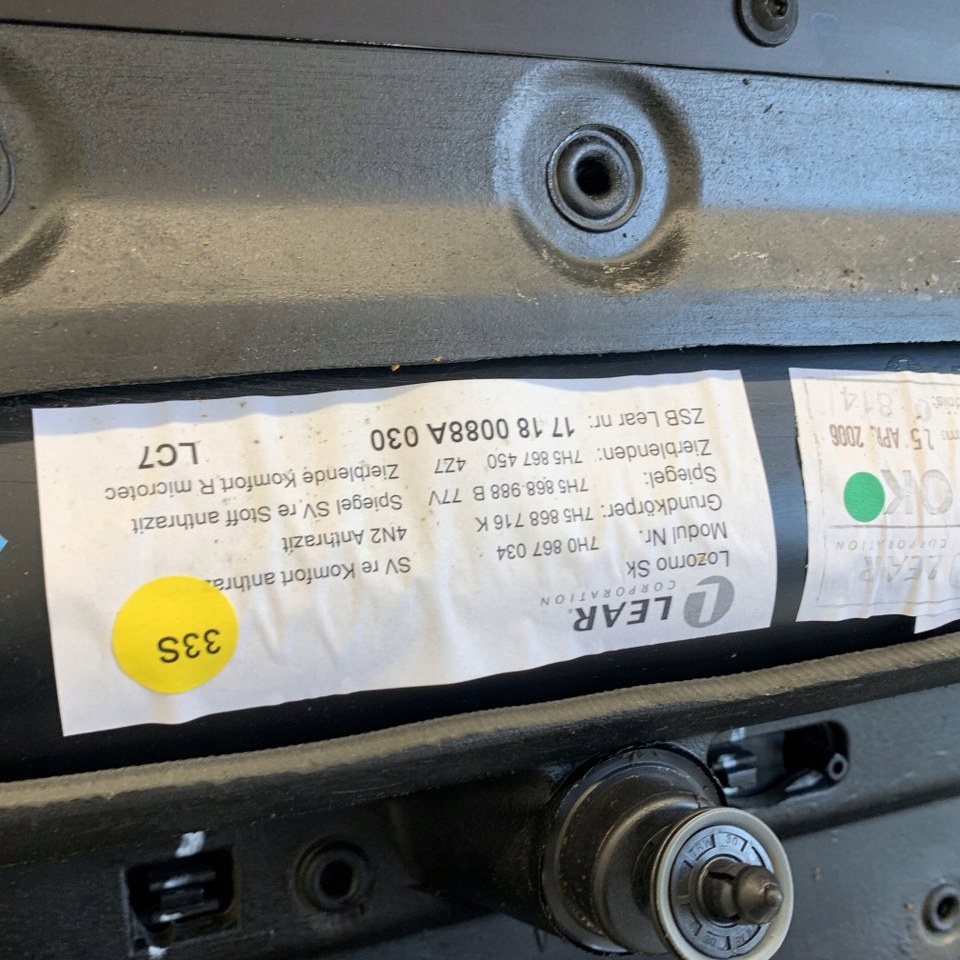 LEAR®
CORPORATION
Lozorno Sk
Modul Nr. 7H0 867 034 SV re Komfort
Grundkörper: 7H5 868 716 K 4N2 Anthrazit
Spiegel: 7H5 868 988 B 77V Spiegel SV re Stoff anthrazit
Zierblenden: 7H5 867 450 4Z7 Zierblende Komfort R microtec
ZSB Lear nr: 17 18 0088A 030 LC7
33S
LEAR
CORPORATION
OK
15 APR. 2006
814